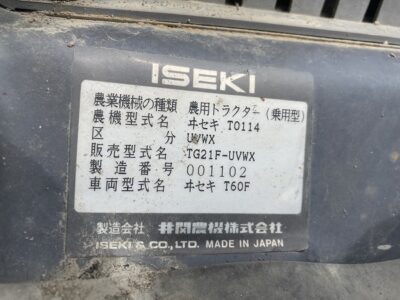 ISEKI
農業機械の種類 農用トラクター(乗用型)
農機型式名 ヰセキ TO114
区分 UVWX
販売型式名 TG21F-UVWX
製造番号 001102
車両型式名 ヰセキ T60F
製造会社 井関農機株式会社
ISEKI & CO.,LTD. MADE IN JAPAN